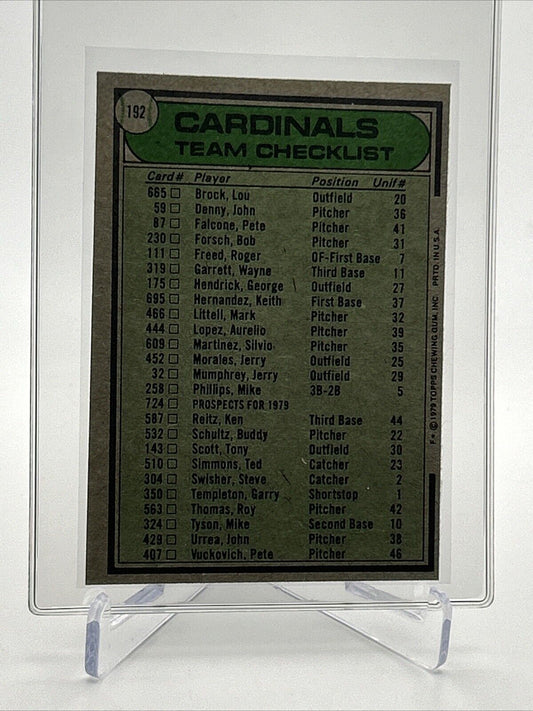 192
CARDINALS
TEAM CHECKLIST
Card # Player Position Unif #
665 □ Brock, Lou Outfield 20
59 □ Denny, John Pitcher 36
87 □ Falcone, Pete Pitcher 41
230 □ Forsch, Bob Pitcher 31
111 □ Freed, Roger OF-First Base 7
319 □ Garrett, Wayne Third Base 11
175 □ Hendrick, George Outfield 27
695 □ Hernandez, Keith First Base 37
466 □ Littell, Mark Pitcher 32
444 □ Lopez, Aurelio Pitcher 39
609 □ Martinez, Silvio Pitcher 35
452 □ Morales, Jerry Outfield 25
32 □ Mumphrey, Jerry Outfield 29
258 □ Phillips, Mike 3B-2B 5
724 □ PROSPECTS FOR 1979
587 □ Reitz, Ken Third Base 44
532 □ Schultz, Buddy Pitcher 22
143 □ Scott, Tony Outfield 30
510 □ Simmons, Ted Catcher 23
304 □ Swisher, Steve Catcher 2
350 □ Templeton, Garry Shortstop 1
563 □ Thomas, Roy Pitcher 42
324 □ Tyson, Mike Second Base 10
429 □ Urrea, John Pitcher 38
407 □ Vuckovich, Pete Pitcher 46
F* © 1979 TOPPS CHEWING GUM, INC. PRTD. IN U.S.A.